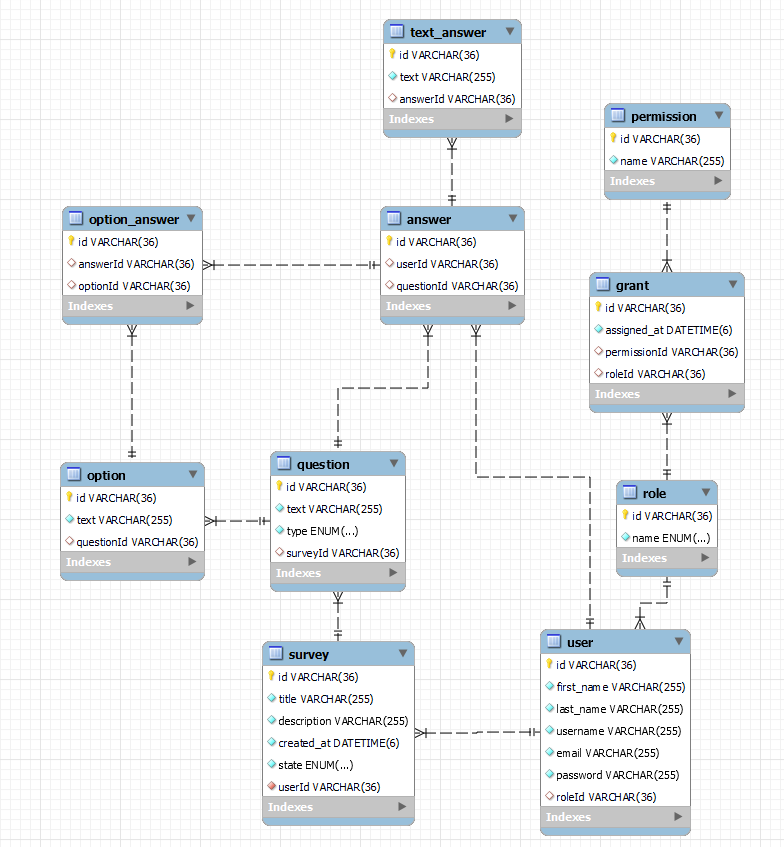 text_answer
id VARCHAR(36)
text VARCHAR(255)
answerId VARCHAR(36)
Indexes
permission
id VARCHAR(36)
name VARCHAR(255)
Indexes
option_answer
id VARCHAR(36)
answerId VARCHAR(36)
optionId VARCHAR(36)
Indexes
answer
id VARCHAR(36)
userId VARCHAR(36)
questionId VARCHAR(36)
Indexes
grant
id VARCHAR(36)
assigned_at DATETIME(6)
permissionId VARCHAR(36)
roleId VARCHAR(36)
Indexes
option
id VARCHAR(36)
text VARCHAR(255)
questionId VARCHAR(36)
Indexes
question
id VARCHAR(36)
text VARCHAR(255)
type ENUM(...)
surveyId VARCHAR(36)
Indexes
role
id VARCHAR(36)
name ENUM(...)
Indexes
survey
id VARCHAR(36)
title VARCHAR(255)
description VARCHAR(255)
created_at DATETIME(6)
state ENUM(...)
userId VARCHAR(36)
Indexes
user
id VARCHAR(36)
first_name VARCHAR(255)
last_name VARCHAR(255)
username VARCHAR(255)
email VARCHAR(255)
password VARCHAR(255)
roleId VARCHAR(36)
Indexes